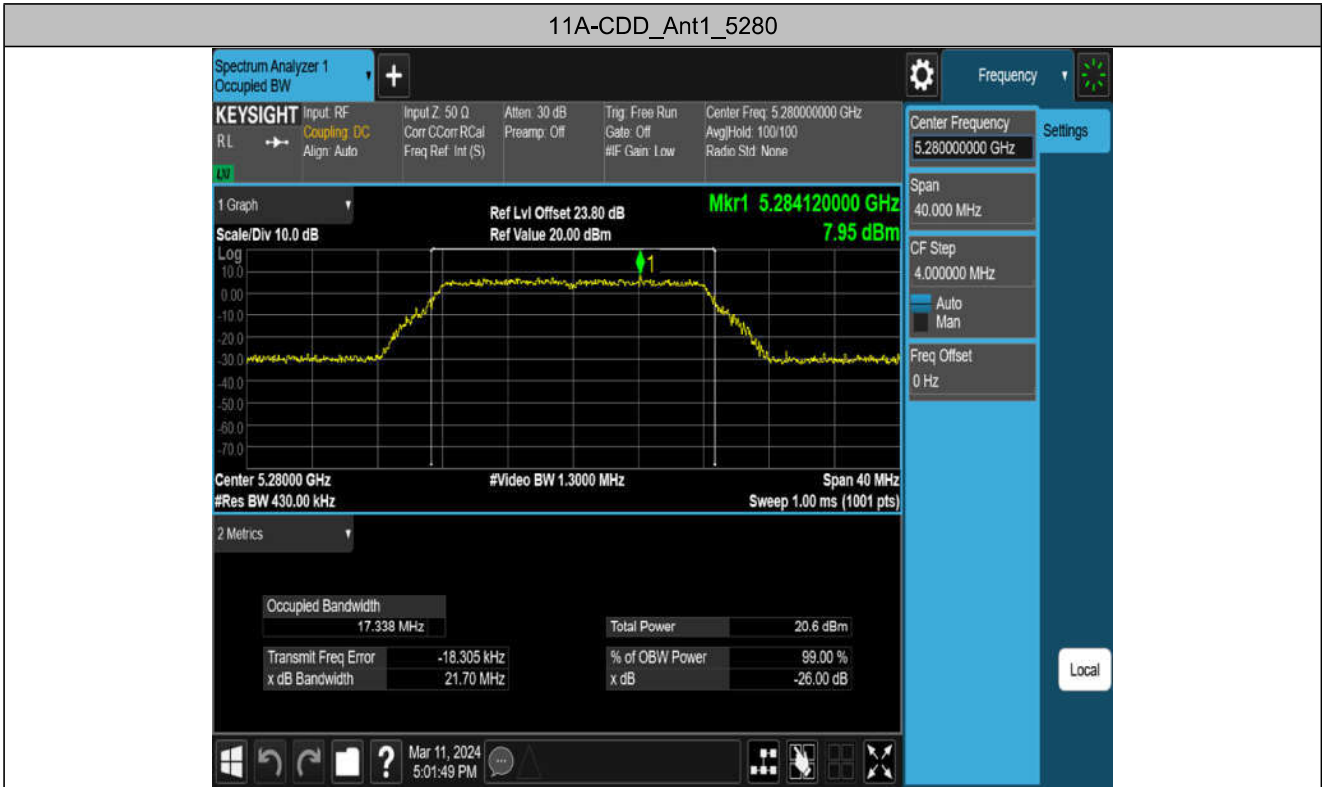 11A-CDD_Ant1_5280
Spectrum Analyzer 1
Occupied BW
+
Frequency
KEYSIGHT
R L
LXI
Input: RF
Coupling: DC
Align: Auto
Input Z: 50 Ω
Corr CCorr RCal
Freq Ref: Int (S)
Atten: 30 dB
Preamp: Off
Trig: Free Run
Gate: Off
#IF Gain: Low
Center Freq: 5.280000000 GHz
Avg|Hold: 100/100
Radio Std: None
Center Frequency
5.280000000 GHz
Settings
Span
40.000 MHz
CF Step
4.000000 MHz
Auto
Man
Freq Offset
0 Hz
Local
1 Graph
Scale/Div 10.0 dB
Ref Lvl Offset 23.80 dB
Ref Value 20.00 dBm
Mkr1 5.284120000 GHz
7.95 dBm
Log
10.0
0.00
-10.0
-20.0
-30.0
-40.0
-50.0
-60.0
-70.0
1
Center 5.28000 GHz
#Video BW 1.3000 MHz
Span 40 MHz
#Res BW 430.00 kHz
Sweep 1.00 ms (1001 pts)
2 Metrics
Occupied Bandwidth
17.338 MHz
Total Power 20.6 dBm
Transmit Freq Error -18.305 kHz
% of OBW Power 99.00 %
x dB Bandwidth 21.70 MHz
x dB -26.00 dB
?
Mar 11, 2024
5:01:49 PM